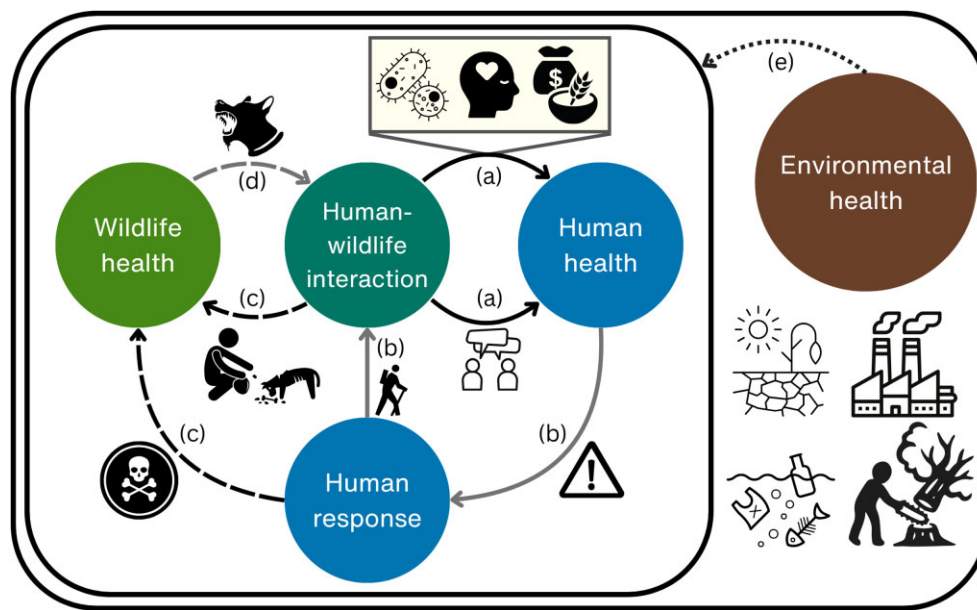 (e)
$
(d)
(a)
Wildlife
health
Human-
wildlife
interaction
Human
health
Environmental
health
(c)
(a)
(b)
(c)
(b)
Human
response